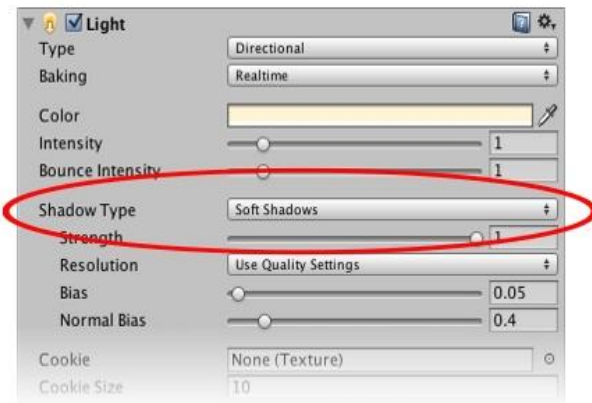 Light
Type Directional
Baking Realtime
Color
Intensity 1
Bounce Intensity 1
Shadow Type Soft Shadows
Strength 1
Resolution Use Quality Settings
Bias 0.05
Normal Bias 0.4
Cookie None (Texture)
Cookie Size 10